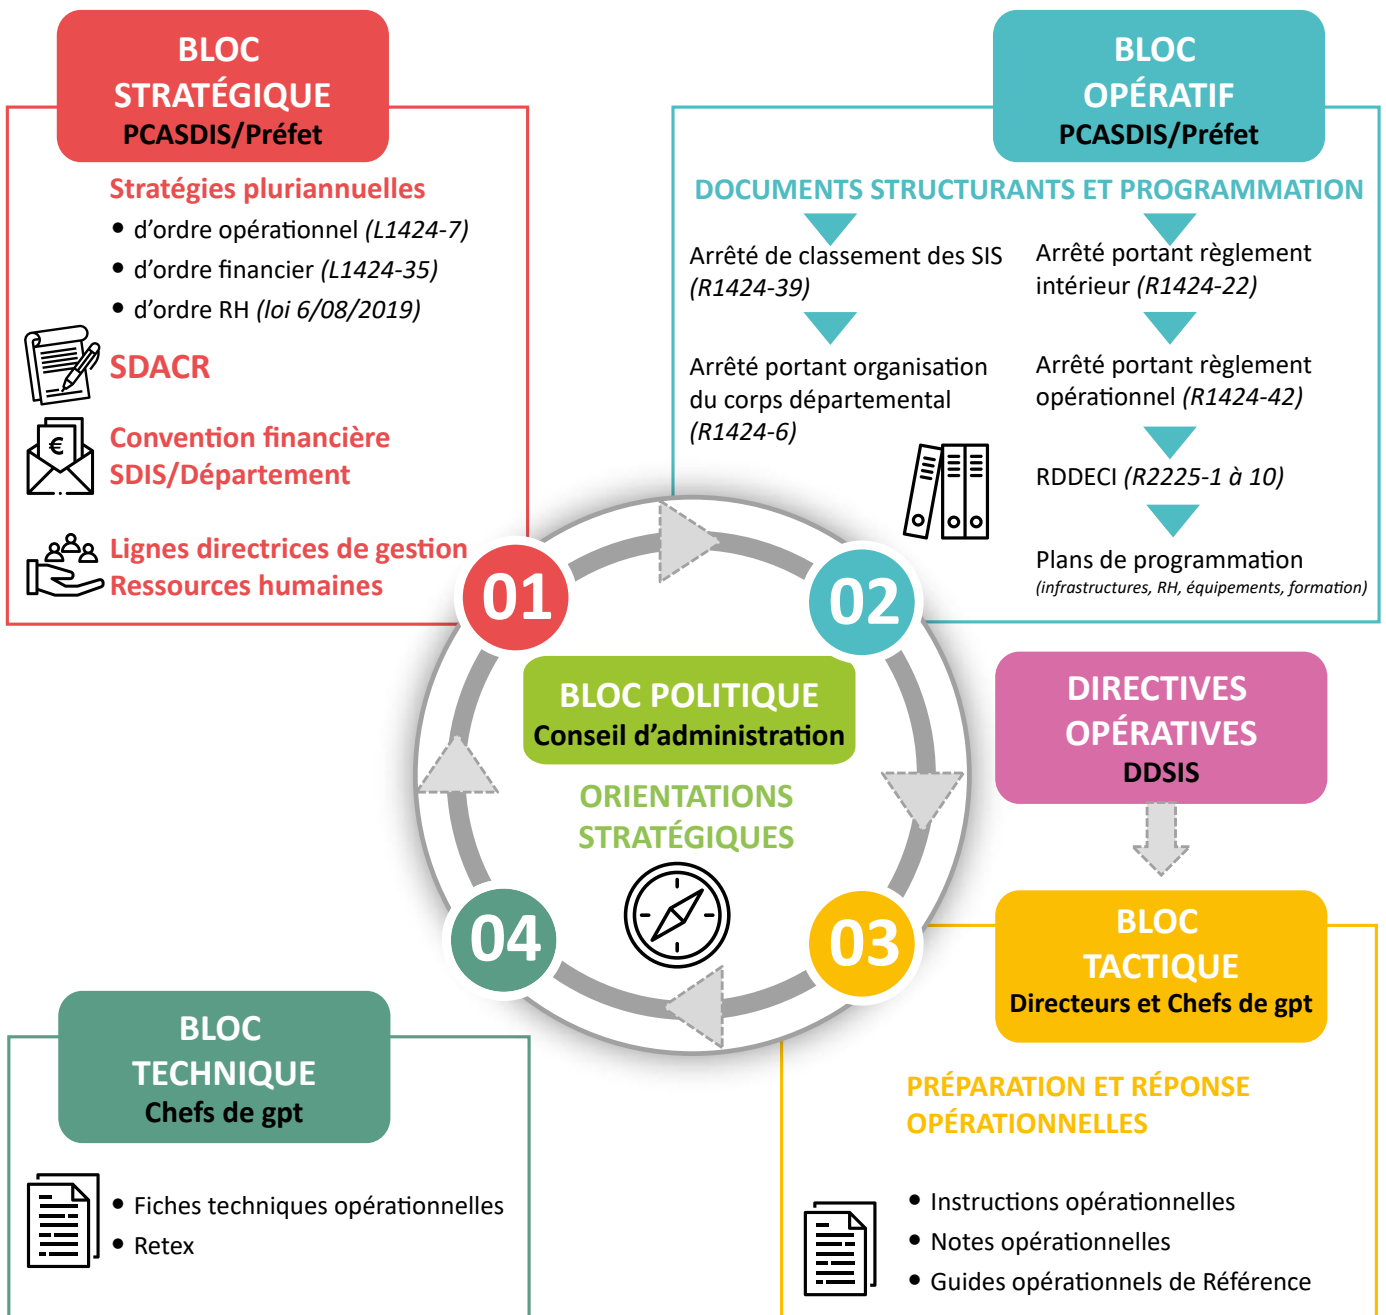 BLOC
STRATÉGIQUE
PCASDIS/Préfet
Stratégies pluriannuelles
• d'ordre opérationnel (L1424-7)
• d'ordre financier (L1424-35)
• d'ordre RH (loi 6/08/2019)
SDACR
€
Convention financière
SDIS/Département
Lignes directrices de gestion
Ressources humaines
BLOC
OPÉRATIF
PCASDIS/Préfet
DOCUMENTS STRUCTURANTS ET PROGRAMMATION
Arrêté de classement des SIS
(R1424-39)
Arrêté portant organisation
du corps départemental
(R1424-6)
Arrêté portant règlement
intérieur (R1424-22)
Arrêté portant règlement
opérationnel (R1424-42)
RDDECI (R2225-1 à 10)
Plans de programmation
(infrastructures, RH, équipements, formation)
01
02
BLOC POLITIQUE
Conseil d'administration
ORIENTATIONS
STRATÉGIQUES
04
03
DIRECTIVES
OPÉRATIVES
DDSIS
BLOC
TACTIQUE
Directeurs et Chefs de gpt
PRÉPARATION ET RÉPONSE
OPÉRATIONNELLES
• Instructions opérationnelles
• Notes opérationnelles
• Guides opérationnels de Référence
BLOC
TECHNIQUE
Chefs de gpt
• Fiches techniques opérationnelles
• Retex